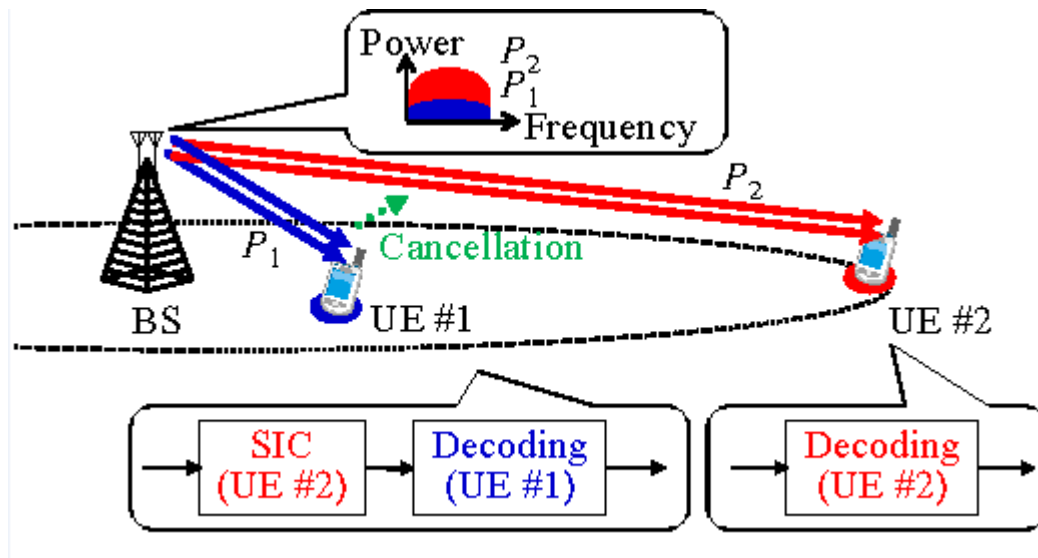 Power
P2
P1
Frequency
P2
P1
Cancellation
BS
UE #1
UE #2
SIC
(UE #2)
Decoding
(UE #1)
Decoding
(UE #2)